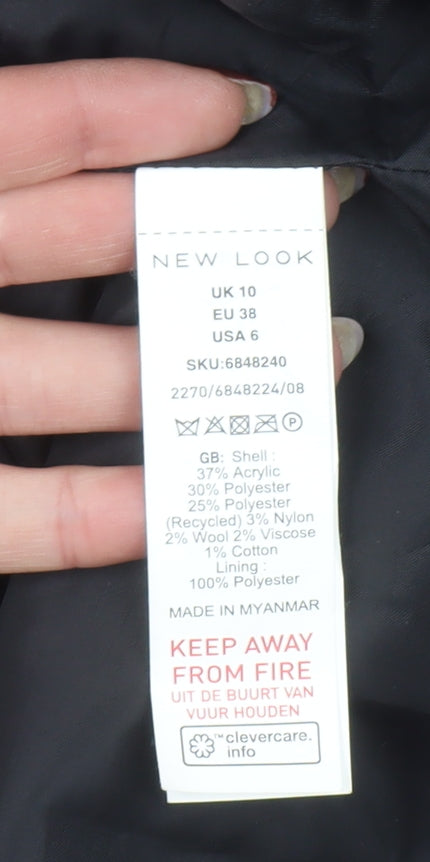 NEW LOOK
UK 10
EU 38
USA 6
SKU:6848240
2270/6848224/08
P
GB: Shell :
37% Acrylic
30% Polyester
25% Polyester
(Recycled) 3% Nylon
2% Wool 2% Viscose
1% Cotton
Lining :
100% Polyester
MADE IN MYANMAR
KEEP AWAY
FROM FIRE
UIT DE BUURT VAN
VUUR HOUDEN
™ clevercare.
info